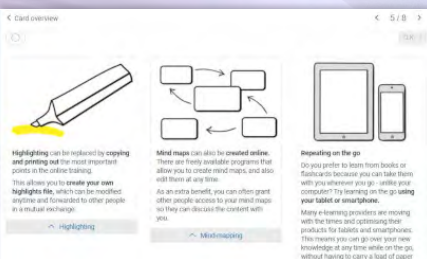 Card overview
5 / 8
Highlighting can be replaced by copying
and printing out the most important
points in the online training.
This allows you to create your own
highlights file, which can be modified
anytime and forwarded to other people
in a mutual exchange.
Highlighting
Mind maps can also be created online.
There are freely available programs that
allow you to create mind maps, and also
edit them at any time.
As an extra benefit, you can often grant
other people access to your mind maps
so they can discuss the content with
you.
Mind-mapping
Repeating on the go
Do you prefer to learn from books or
flashcards because you can take them
with you wherever you go - unlike your
computer? Try learning on the go using
your tablet or smartphone.
Many e-learning providers are moving
with the times and optimising their
products for tablets and smartphones.
This means you can go over your new
knowledge at any time while on the go,
without having to carry a load of paper